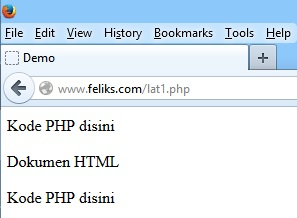 File Edit View History Bookmarks Tools Help
Demo
www.feliks.com/lat1.php
Kode PHP disini
Dokumen HTML
Kode PHP disini